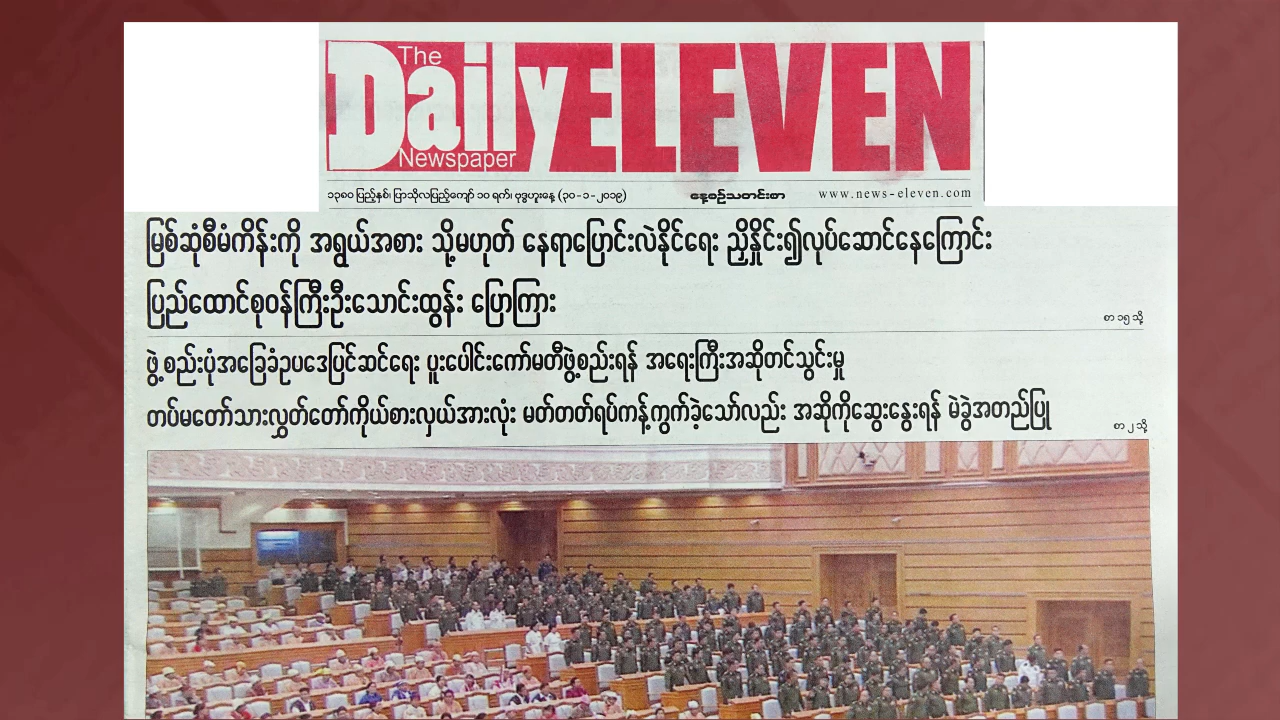 The
Daily ELEVEN
Newspaper
၁၃၈၀ ပြည့်နှစ်၊ ပြာသိုလပြည့်ကျော် ၁၀ ရက်၊ ဗုဒ္ဓဟူးနေ့ (၃၀-၁-၂၀၁၉) နေ့စဉ်သတင်းစာ www.news-eleven.com
မြစ်ဆုံစီမံကိန်းကို အရွယ်အစား သို့မဟုတ် နေရာပြောင်းလဲနိုင်ရေး ညှိနှိုင်း၍လုပ်ဆောင်နေကြောင်း
ပြည်ထောင်စုဝန်ကြီးဦးသောင်းထွန်း ပြောကြား
စာ ၁၅ သို့
ဖွဲ့စည်းပုံအခြေခံဥပဒေပြင်ဆင်ရေး ပူးပေါင်းကော်မတီဖွဲ့စည်းရန် အရေးကြီးအဆိုတင်သွင်းမှု
တပ်မတော်သားလွှတ်တော်ကိုယ်စားလှယ်အားလုံး မတ်တတ်ရပ်ကန့်ကွက်ခဲ့သော်လည်း အဆိုကိုဆွေးနွေးရန် မဲခွဲအတည်ပြု
စာ ၂ သို့